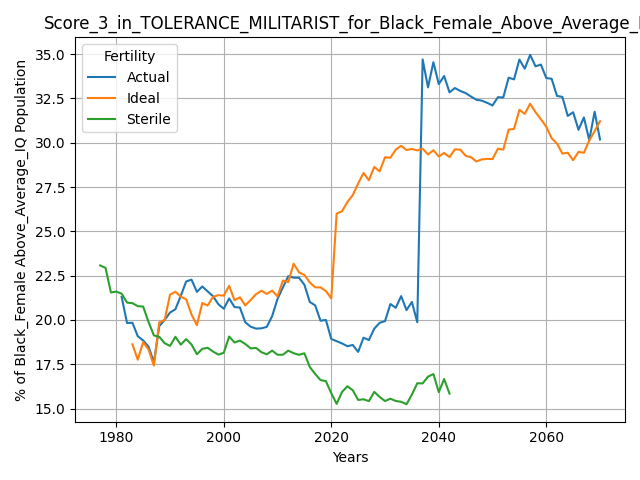 Score_3_in_TOLERANCE_MILITARIST_for_Black_Female_Above_Average_
Fertility
Actual
Ideal
Sterile
% of Black_Female Above_Average_IQ Population
35.0
32.5
30.0
27.5
25.0
22.5
20.0
17.5
15.0
1980
2000
2020
2040
2060
Years